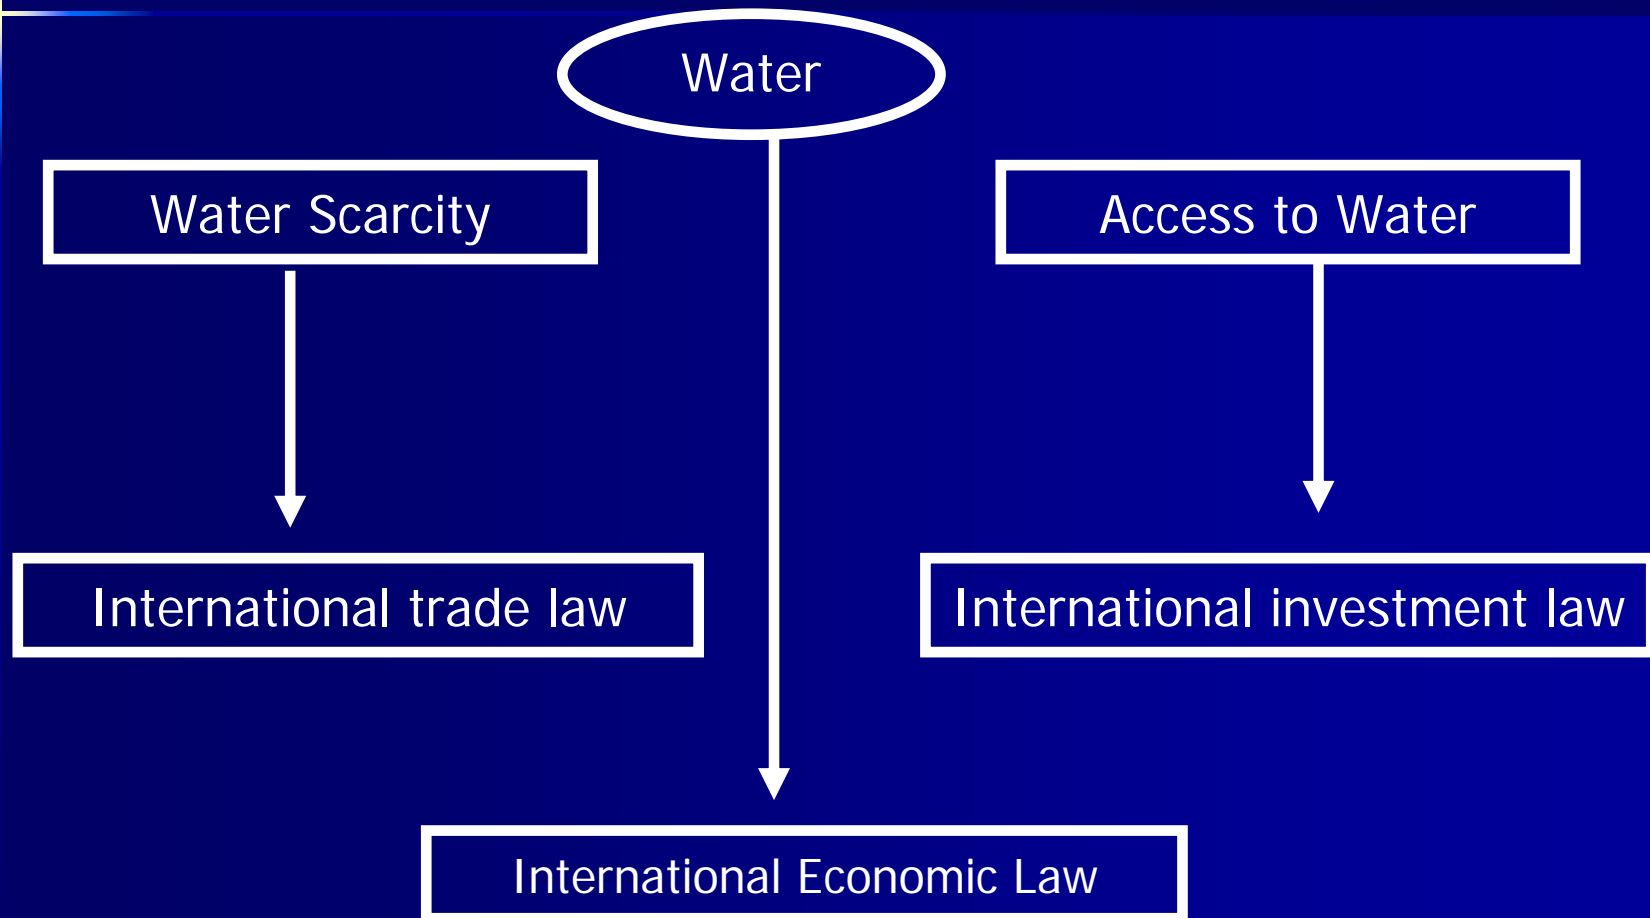 Water
Water Scarcity
Access to Water
International trade law
International investment law
International Economic Law